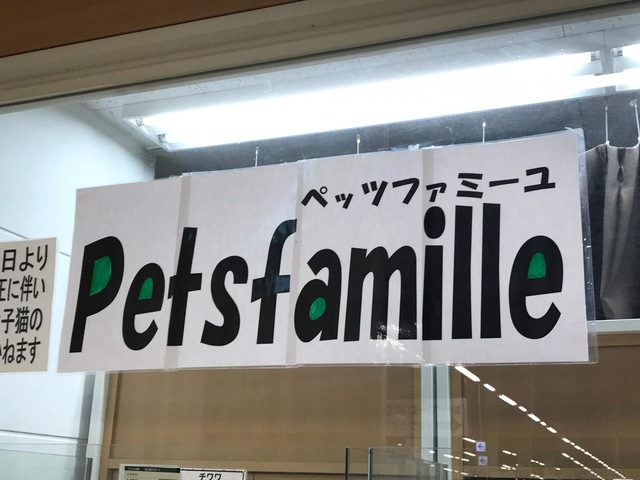 ペッツファミーユ
Petsfamille
日より
正に伴い
子猫の
ねます
チワワ